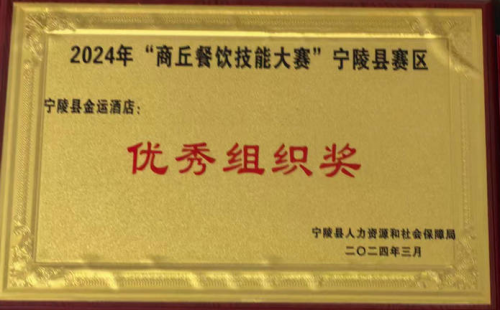 2024年“商丘餐饮技能大赛”宁陵县赛区
宁陵县金运酒店：
优秀组织奖
宁陵县人力资源和社会保障局
二〇二四年三月